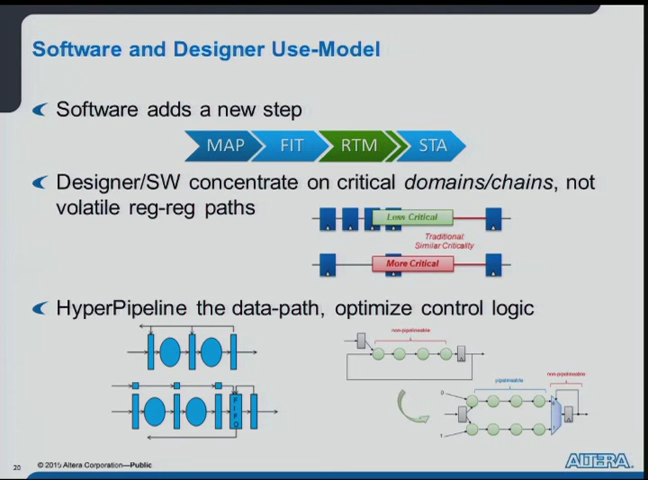 Software and Designer Use-Model
Software adds a new step
MAP FIT RTM STA
Designer/SW concentrate on critical domains/chains, not
volatile reg-reg paths
Less Critical
Traditional
Similar Criticality
More Critical
HyperPipeline the data-path, optimize control logic
non-pipelineable
A
non-pipelineable
pipelineable
0
A
1
F
I
F
O
20
© 2015 Altera Corporation—Public
ALTERA